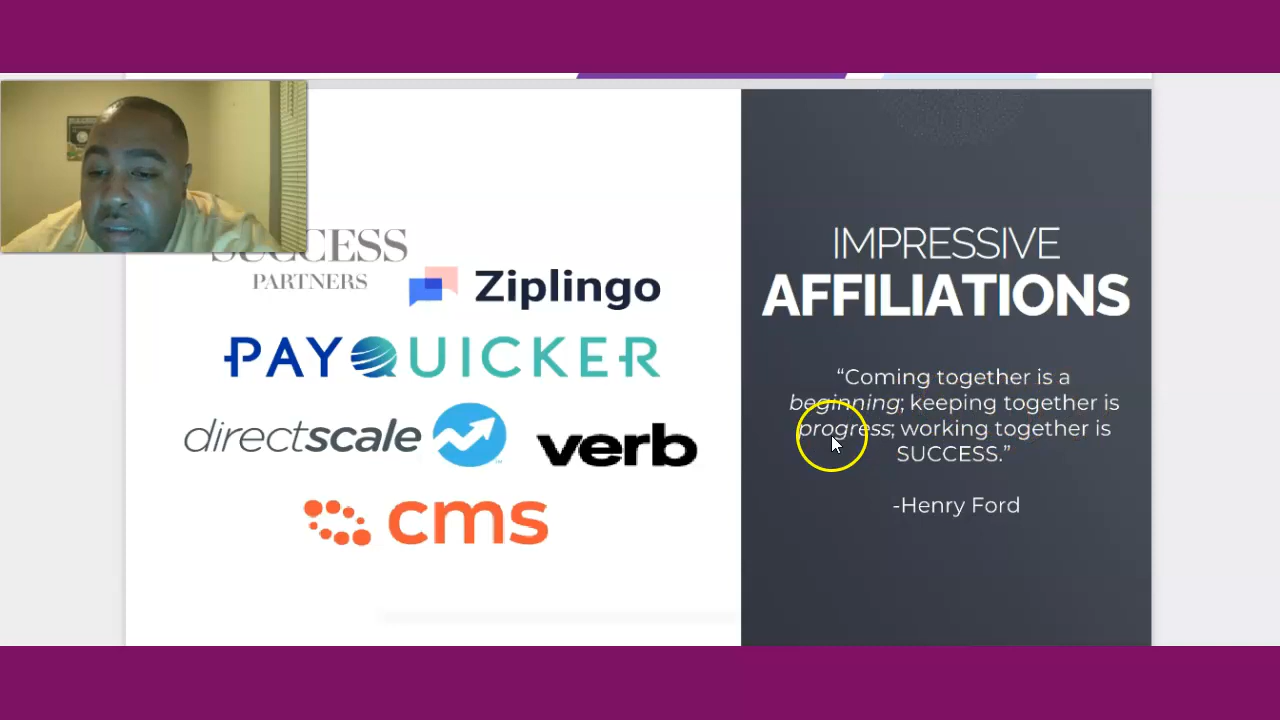 SUCCESS
PARTNERS
Ziplingo
PAYQUICKER
directscale
verb
cms
IMPRESSIVE
AFFILIATIONS
“Coming together is a
beginning; keeping together is
progress; working together is
SUCCESS.”
-Henry Ford